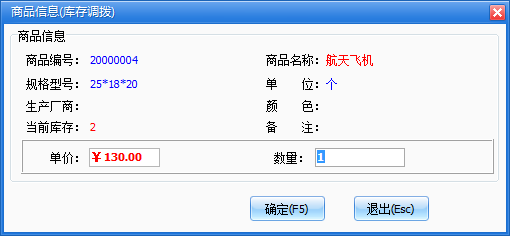 商品信息(库存调拨)
商品信息
商品编号： 20000004 商品名称：航天飞机
规格型号： 25*18*20 单 位：个
生产厂商： 颜 色：
当前库存： 2 备 注：
单价： ￥130.00 数量： 1
确定(F5) 退出(Esc)